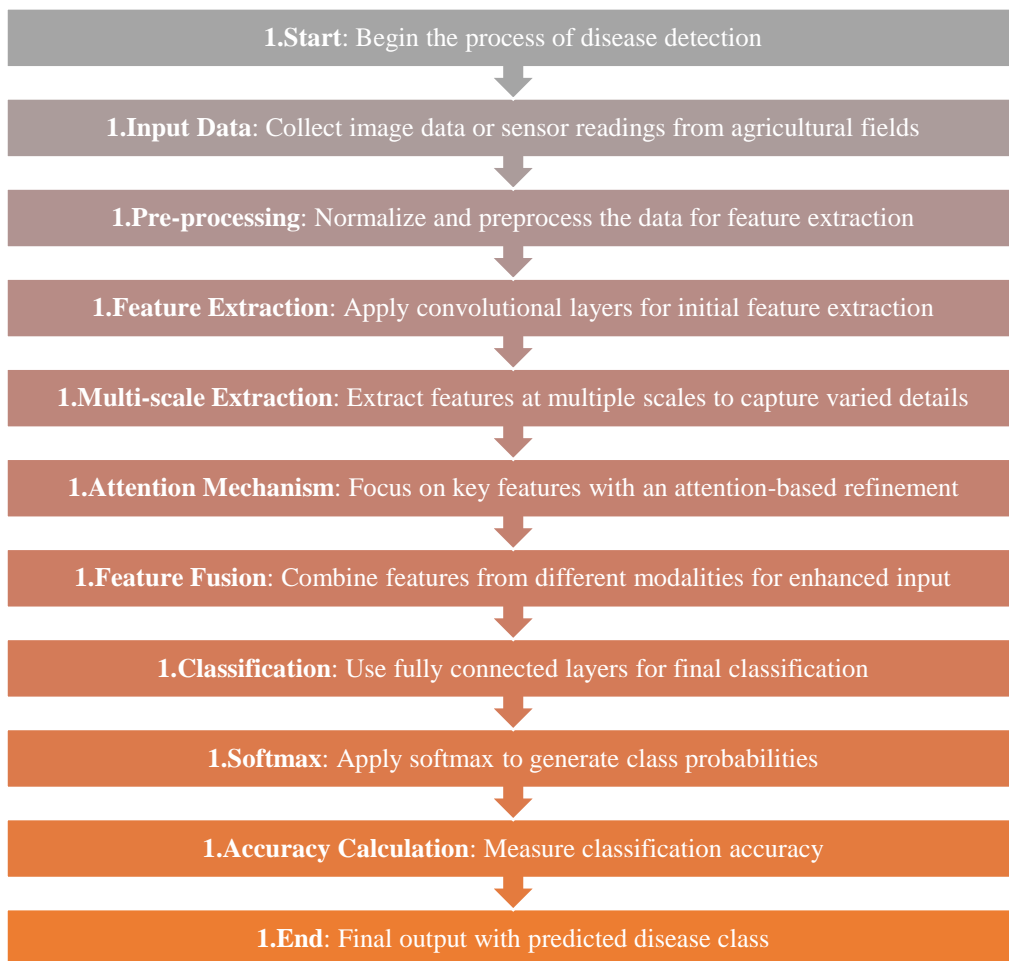 1.Start: Begin the process of disease detection
1.Input Data: Collect image data or sensor readings from agricultural fields
1.Pre-processing: Normalize and preprocess the data for feature extraction
1.Feature Extraction: Apply convolutional layers for initial feature extraction
1.Multi-scale Extraction: Extract features at multiple scales to capture varied details
1.Attention Mechanism: Focus on key features with an attention-based refinement
1.Feature Fusion: Combine features from different modalities for enhanced input
1.Classification: Use fully connected layers for final classification
1.Softmax: Apply softmax to generate class probabilities
1.Accuracy Calculation: Measure classification accuracy
1.End: Final output with predicted disease class